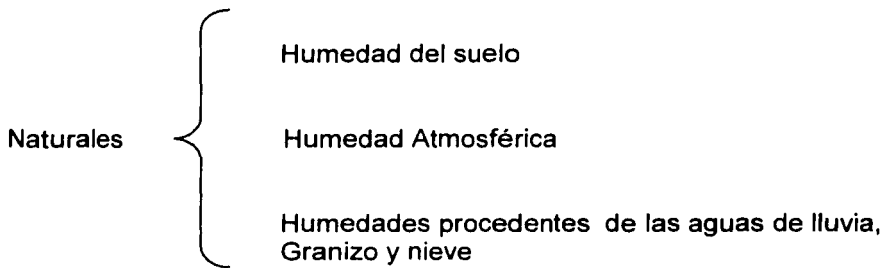 Humedad del suelo
Naturales
Humedad Atmosférica
Humedades procedentes de las aguas de lluvia,
Granizo y nieve